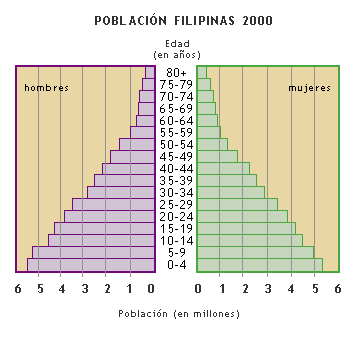 POBLACIÓN FILIPINAS 2000
Edad
(en años)
hombres
mujeres
80+
75-79
70-74
65-69
60-64
55-59
50-54
45-49
40-44
35-39
30-34
25-29
20-24
15-19
10-14
5-9
0-4
6 5 4 3 2 1 0 0 1 2 3 4 5 6
Población (en millones)